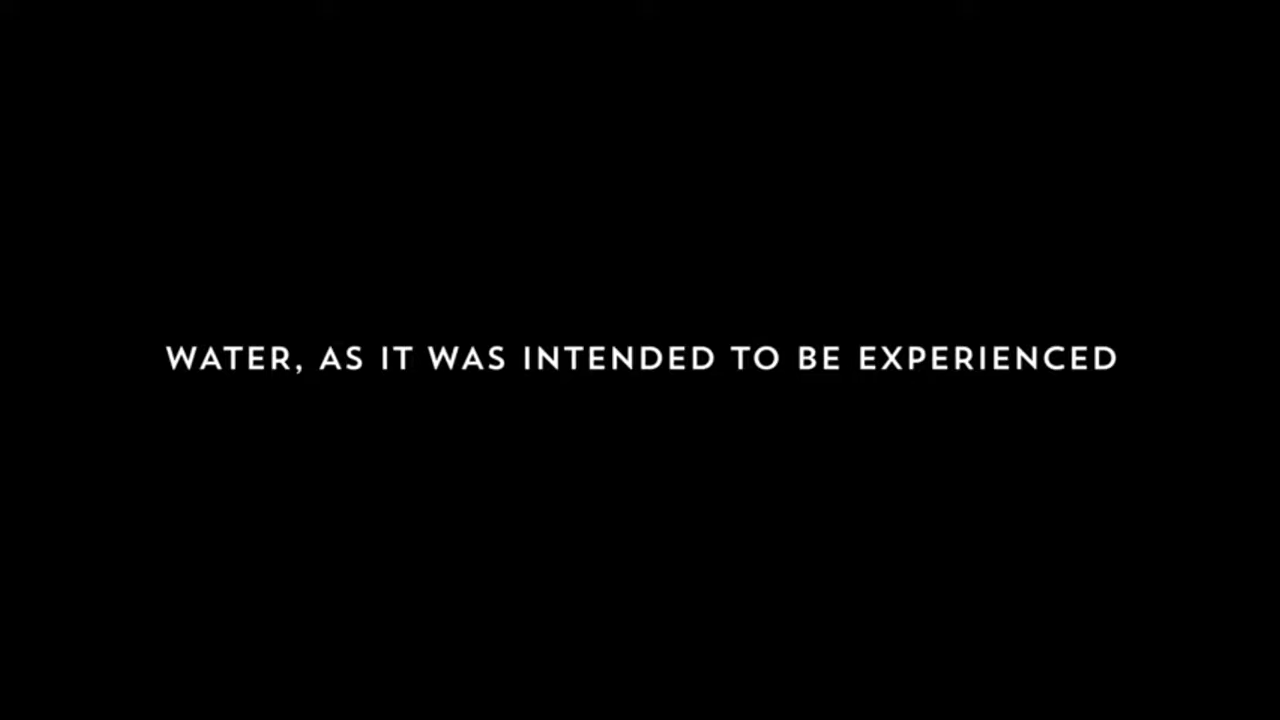 WATER, AS IT WAS INTENDED TO BE EXPERIENCED